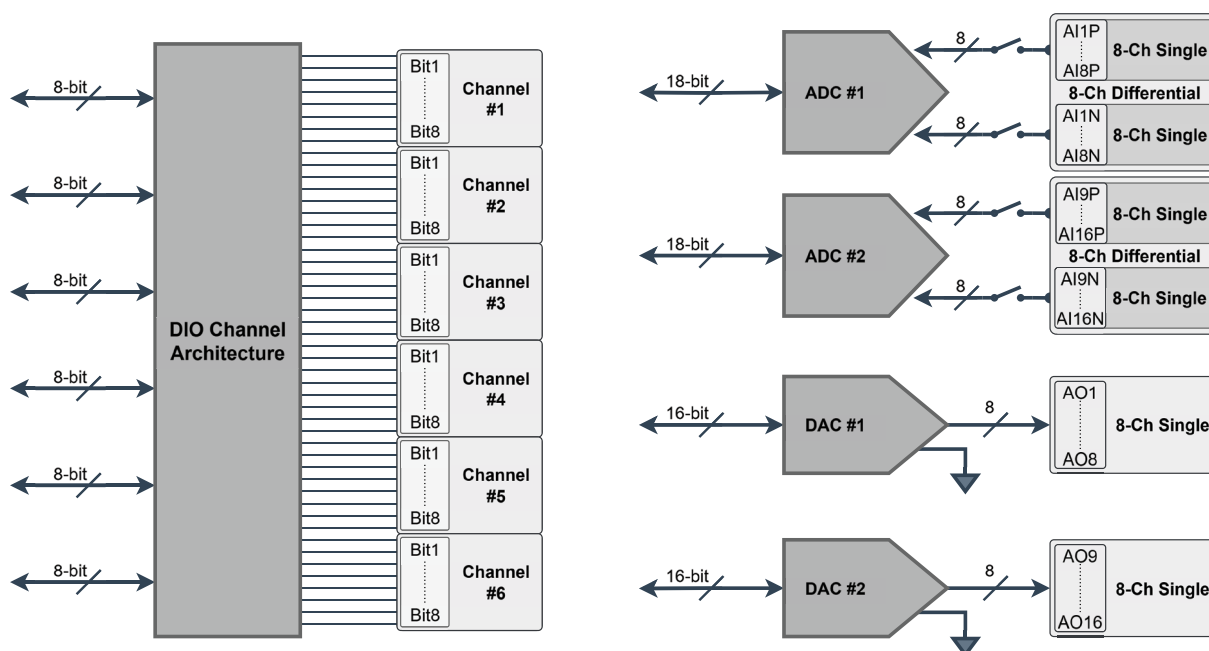 8-bit
8-bit
8-bit
8-bit
8-bit
8-bit
DIO Channel
Architecture
Bit1
Bit8
Channel
#1
Bit1
Bit8
Channel
#2
Bit1
Bit8
Channel
#3
Bit1
Bit8
Channel
#4
Bit1
Bit8
Channel
#5
Bit1
Bit8
Channel
#6
18-bit
ADC #1
8
8
AI1P
AI8P
8-Ch Single
8-Ch Differential
AI1N
AI8N
8-Ch Single
18-bit
ADC #2
8
8
AI9P
AI16P
8-Ch Single
8-Ch Differential
AI9N
AI16N
8-Ch Single
16-bit
DAC #1
8
AO1
AO8
8-Ch Single
16-bit
DAC #2
8
AO9
AO16
8-Ch Single